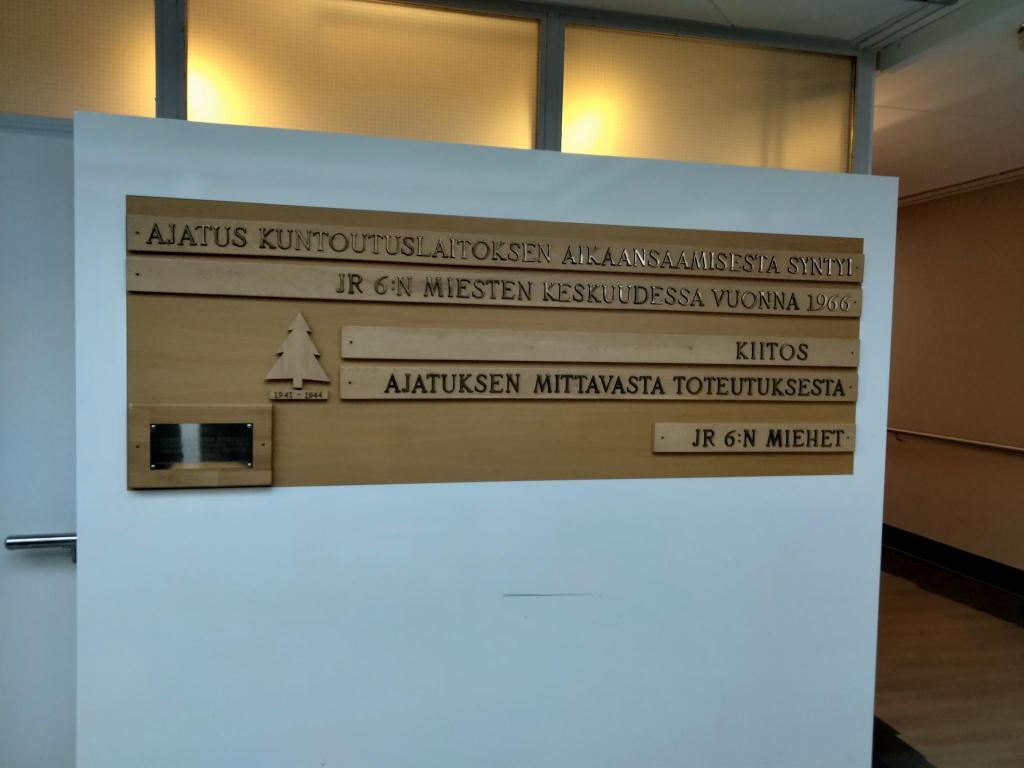 AJATUS KUNTOUTUSLAITOKSEN AIKAANSAAMISESTA SYNTYI
JR 6:N MIESTEN KESKUUDESSA VUONNA 1966
KIITOS
AJATUKSEN MITTAVASTA TOTEUTUKSESTA
1941 - 1944
JR 6:N MIEHET